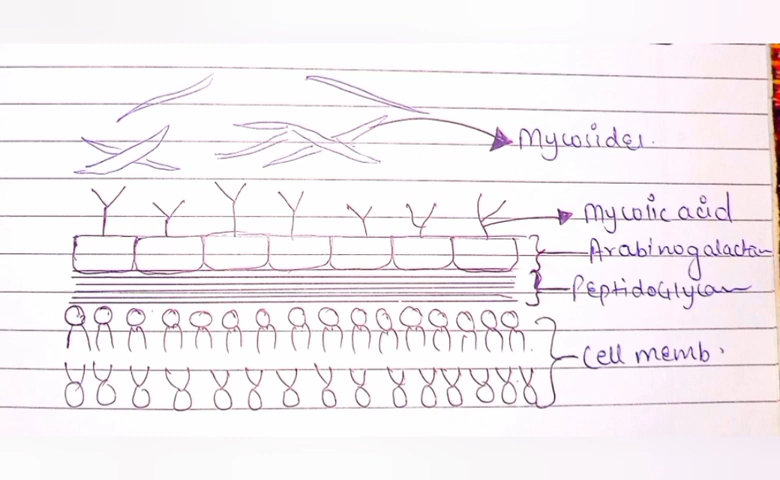 Mycosides.
Mycolic acid
Arabinogalactan
Peptidoglycan
Cell memb.